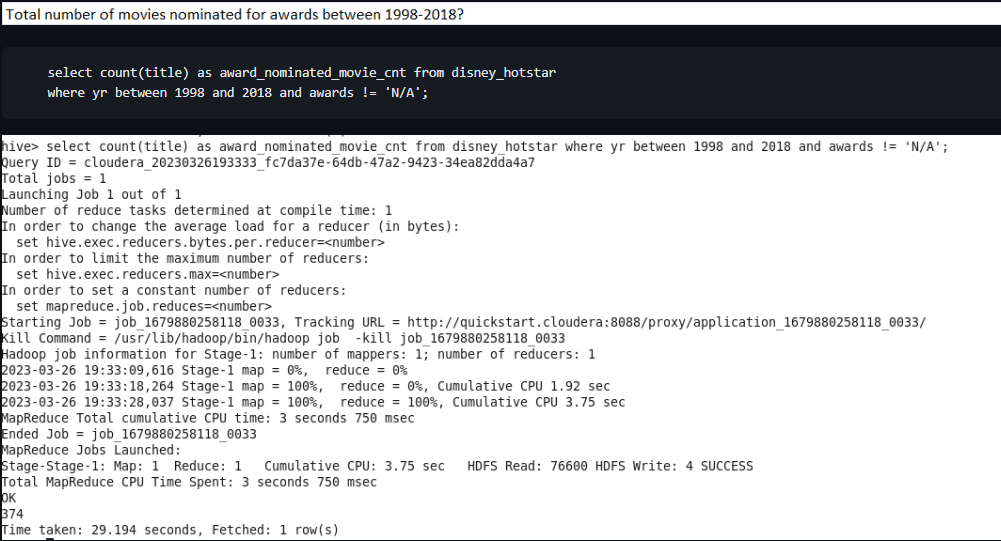 Total number of movies nominated for awards between 1998-2018?
select count(title) as award_nominated_movie_cnt from disney_hotstar
where yr between 1998 and 2018 and awards != 'N/A';
hive> select count(title) as award_nominated_movie_cnt from disney_hotstar where yr between 1998 and 2018 and awards != 'N/A';
Query ID = cloudera_20230326193333_fc7da37e-64db-47a2-9423-34ea82dda4a7
Total jobs = 1
Launching Job 1 out of 1
Number of reduce tasks determined at compile time: 1
In order to change the average load for a reducer (in bytes):
  set hive.exec.reducers.bytes.per.reducer=<number>
In order to limit the maximum number of reducers:
  set hive.exec.reducers.max=<number>
In order to set a constant number of reducers:
  set mapreduce.job.reduces=<number>
Starting Job = job_1679880258118_0033, Tracking URL = http://quickstart.cloudera:8088/proxy/application_1679880258118_0033/
Kill Command = /usr/lib/hadoop/bin/hadoop job  -kill job_1679880258118_0033
Hadoop job information for Stage-1: number of mappers: 1; number of reducers: 1
2023-03-26 19:33:09,616 Stage-1 map = 0%,  reduce = 0%
2023-03-26 19:33:18,264 Stage-1 map = 100%,  reduce = 0%, Cumulative CPU 1.92 sec
2023-03-26 19:33:28,037 Stage-1 map = 100%,  reduce = 100%, Cumulative CPU 3.75 sec
MapReduce Total cumulative CPU time: 3 seconds 750 msec
Ended Job = job_1679880258118_0033
MapReduce Jobs Launched:
Stage-Stage-1: Map: 1  Reduce: 1   Cumulative CPU: 3.75 sec   HDFS Read: 76600 HDFS Write: 4 SUCCESS
Total MapReduce CPU Time Spent: 3 seconds 750 msec
OK
374
Time taken: 29.194 seconds, Fetched: 1 row(s)